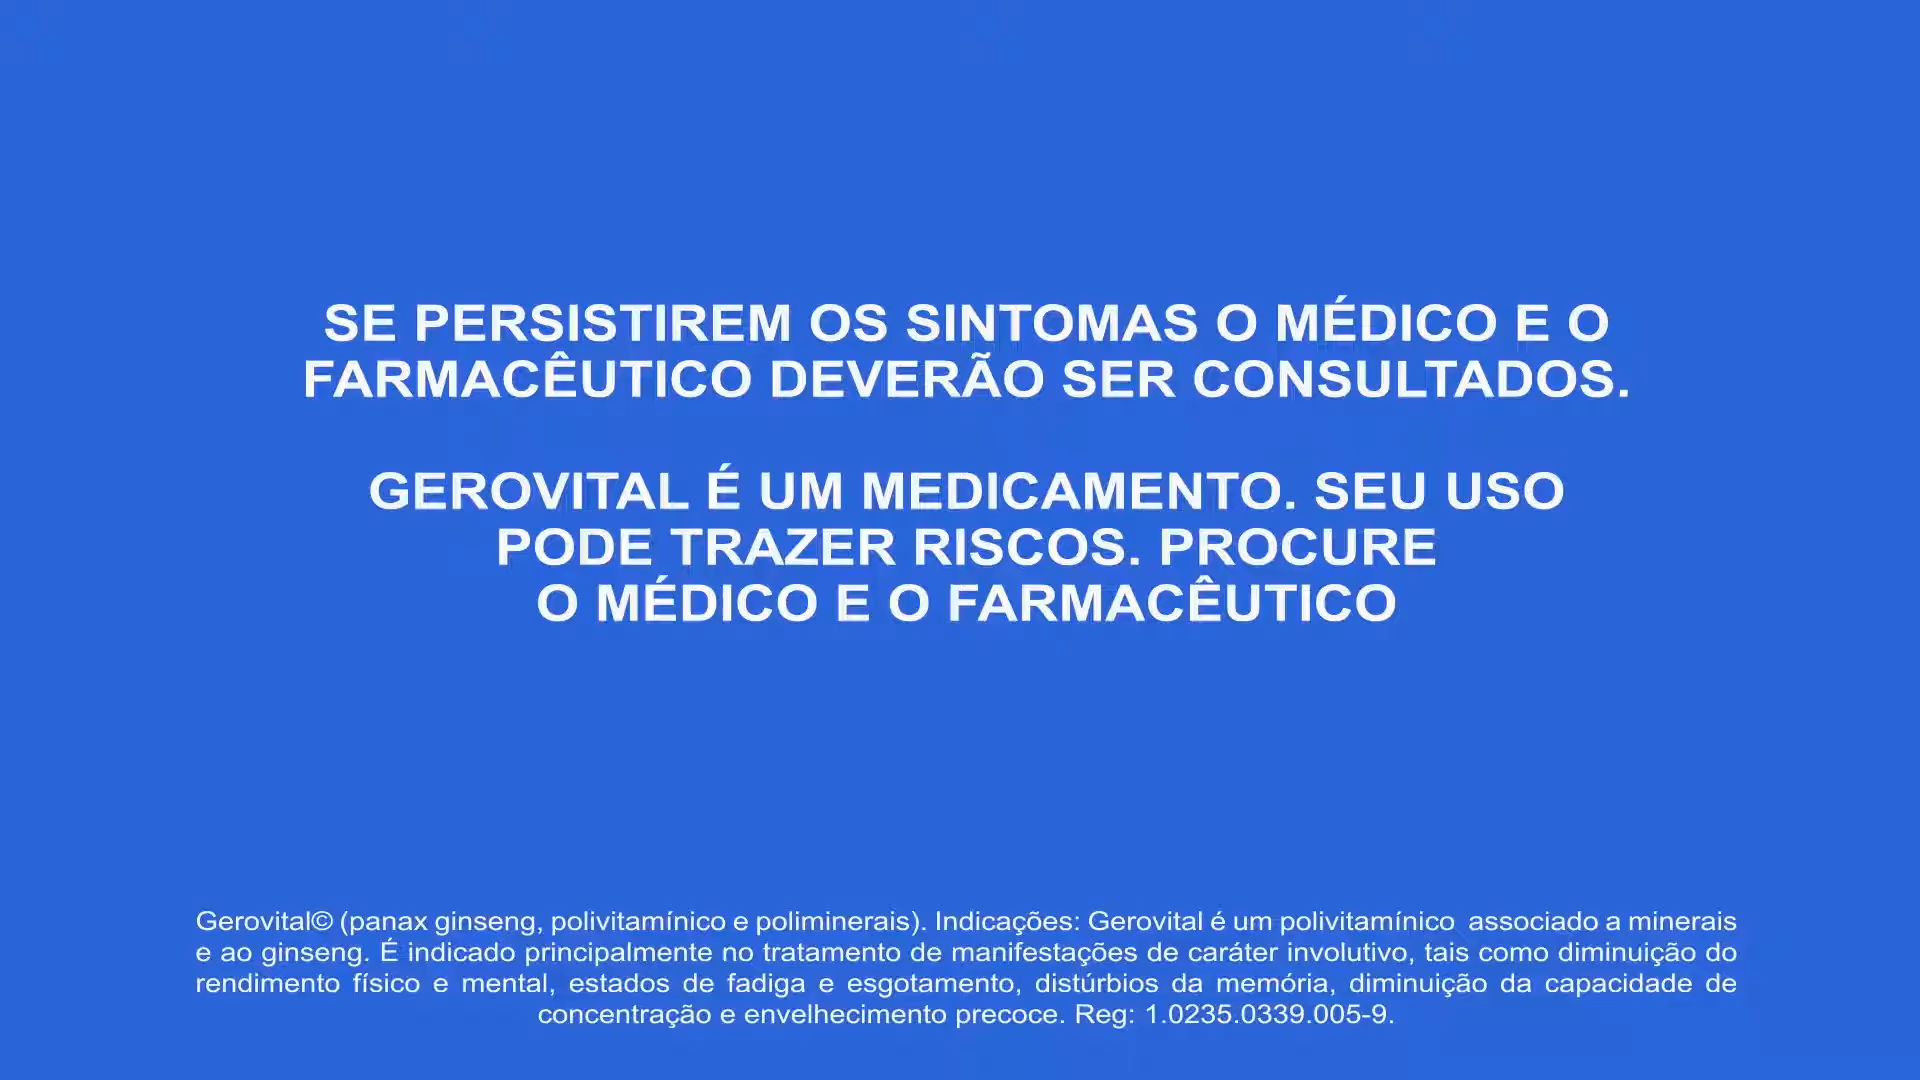 SE PERSISTIREM OS SINTOMAS O MÉDICO E O
FARMACÊUTICO DEVERÃO SER CONSULTADOS.
GEROVITAL É UM MEDICAMENTO. SEU USO
PODE TRAZER RISCOS. PROCURE
O MÉDICO E O FARMACÊUTICO
Gerovital© (panax ginseng, polivitamínico e poliminerais). Indicações: Gerovital é um polivitamínico associado a minerais
e ao ginseng. É indicado principalmente no tratamento de manifestações de caráter involutivo, tais como diminuição do
rendimento físico e mental, estados de fadiga e esgotamento, distúrbios da memória, diminuição da capacidade de
concentração e envelhecimento precoce. Reg: 1.0235.0339.005-9.